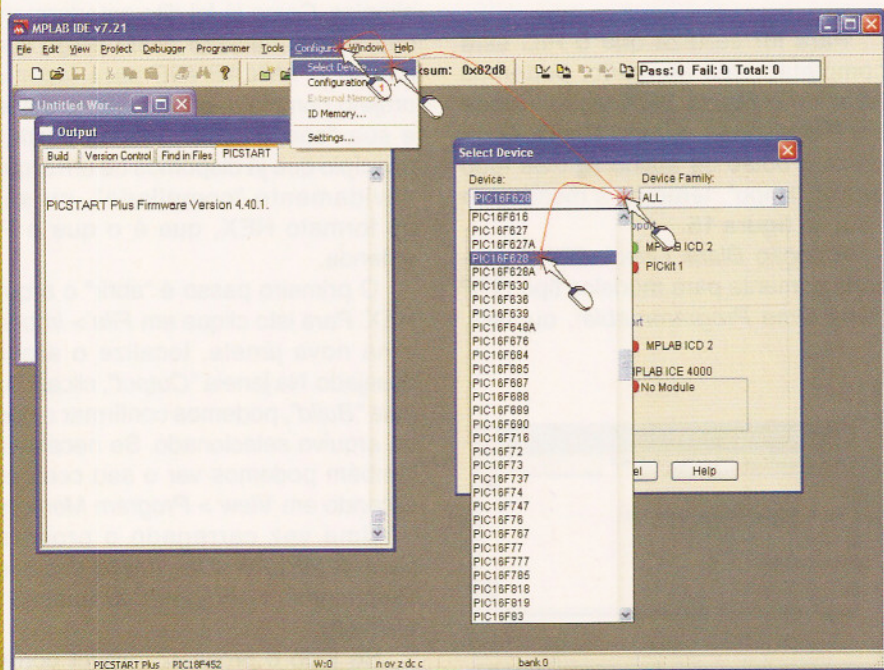 MPLAB IDE v7.21
File Edit View Project Debugger Programmer Tools Configure Window Help
Select Device...
ksum: 0x82d8
Pass: 0 Fail: 0 Total: 0
Configuration
External Memory
ID Memory...
Settings...
Untitled Wor...
Output
Build Version Control Find in Files PICSTART
PICSTART Plus Firmware Version 4.40.1.
1
Select Device
Device:
Device Family:
PIC16F628
ALL
PIC16F616
PIC16F627
PIC16F627A
PIC16F628
PIC16F628A
PIC16F630
PIC16F636
PIC16F639
PIC16F648A
PIC16F676
PIC16F684
PIC16F685
PIC16F687
PIC16F688
PIC16F689
PIC16F690
PIC16F716
PIC16F72
PIC16F73
PIC16F737
PIC16F74
PIC16F747
PIC16F76
PIC16F767
PIC16F77
PIC16F777
PIC16F785
PIC16F818
PIC16F819
PIC16F83
pport
MPLAB ICD 2
PICkit 1
ort
MPLAB ICD 2
MPLAB ICE 4000
No Module
el
Help
PICSTART Plus PIC18F452 W:0 n ov z dc c bank 0